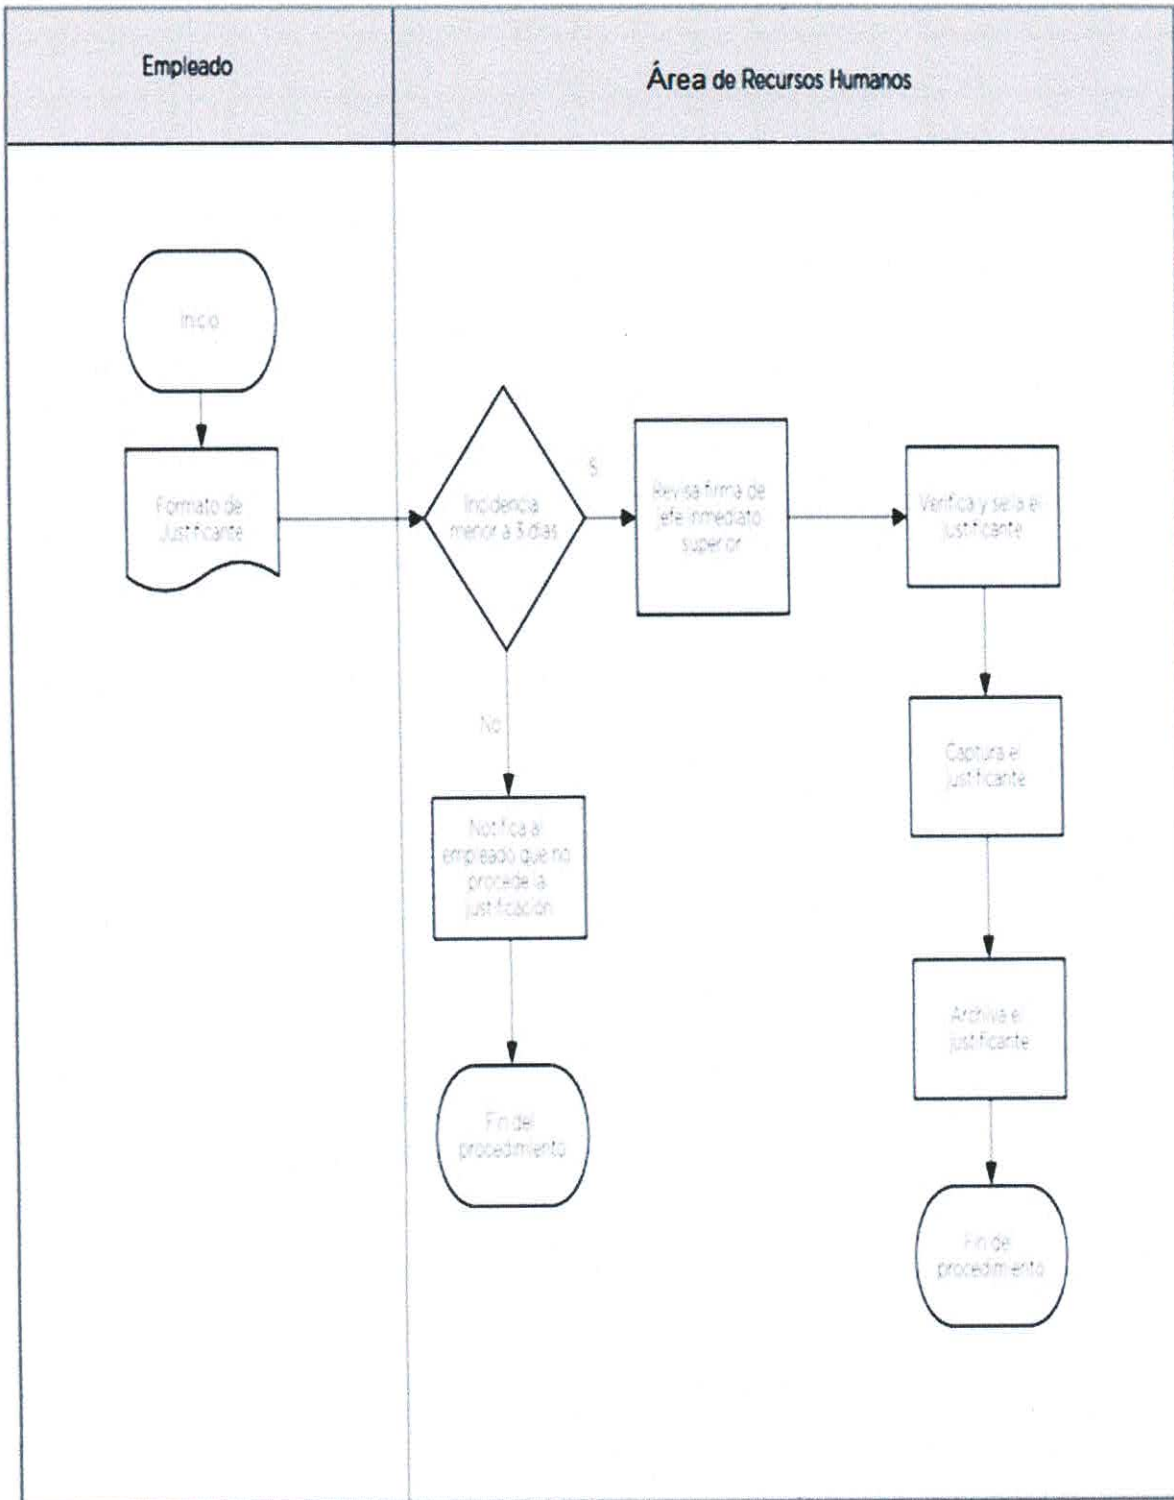 Empleado
Área de Recursos Humanos
Inicio
Formato de
Justificante
Incidencia
menor a 3 días
Revisa firma de
jefe inmediato
superior
Verifica y sella el
justificante
No
Captura el
justificante
Notifica al
empleado que no
procede la
justificación
Archiva el
justificante
Fin del
procedimiento
Fin del
procedimiento